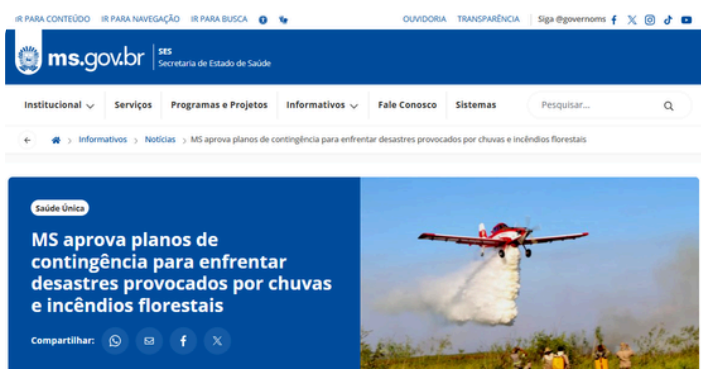 IR PARA CONTEÚDO IR PARA NAVEGAÇÃO IR PARA BUSCA OUVIDORIA TRANSPARÊNCIA Siga @governoms
ms.gov.br SES
Secretaria de Estado de Saúde
Institucional Serviços Programas e Projetos Informativos Fale Conosco Sistemas Pesquisar...
Informativos > Notícias > MS aprova planos de contingência para enfrentar desastres provocados por chuvas e incêndios florestais
Saúde Única
MS aprova planos de
contingência para enfrentar
desastres provocados por chuvas
e incêndios florestais
Compartilhar: